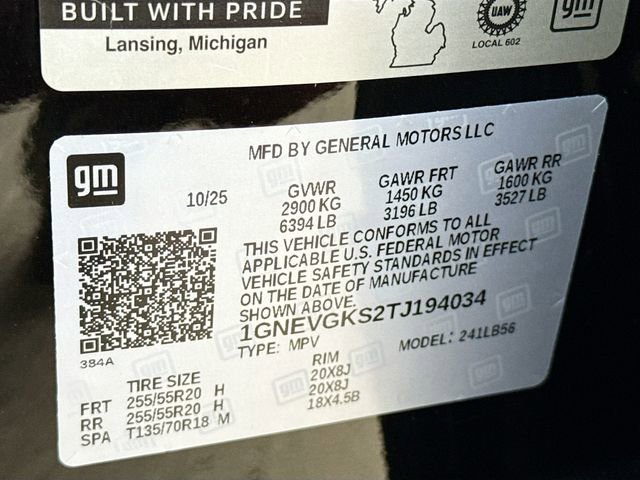 BUILT WITH PRIDE
Lansing, Michigan
UAW
LOCAL 602
gm
MFD BY GENERAL MOTORS LLC
gm
10/25
GVWR
2900 KG
6394 LB
GAWR FRT
1450 KG
3196 LB
GAWR RR
1600 KG
3527 LB
THIS VEHICLE CONFORMS TO ALL
APPLICABLE U.S. FEDERAL MOTOR
VEHICLE SAFETY STANDARDS IN EFFECT
ON THE DATE OF MANUFACTURE
SHOWN ABOVE.
1GNEVGKS2TJ194034
TYPE: MPV
MODEL: 241LB56
384A
TIRE SIZE
RIM
FRT 255/55R20 H 20X8J
RR 255/55R20 H 20X8J
SPA T135/70R18 M 18X4.5B